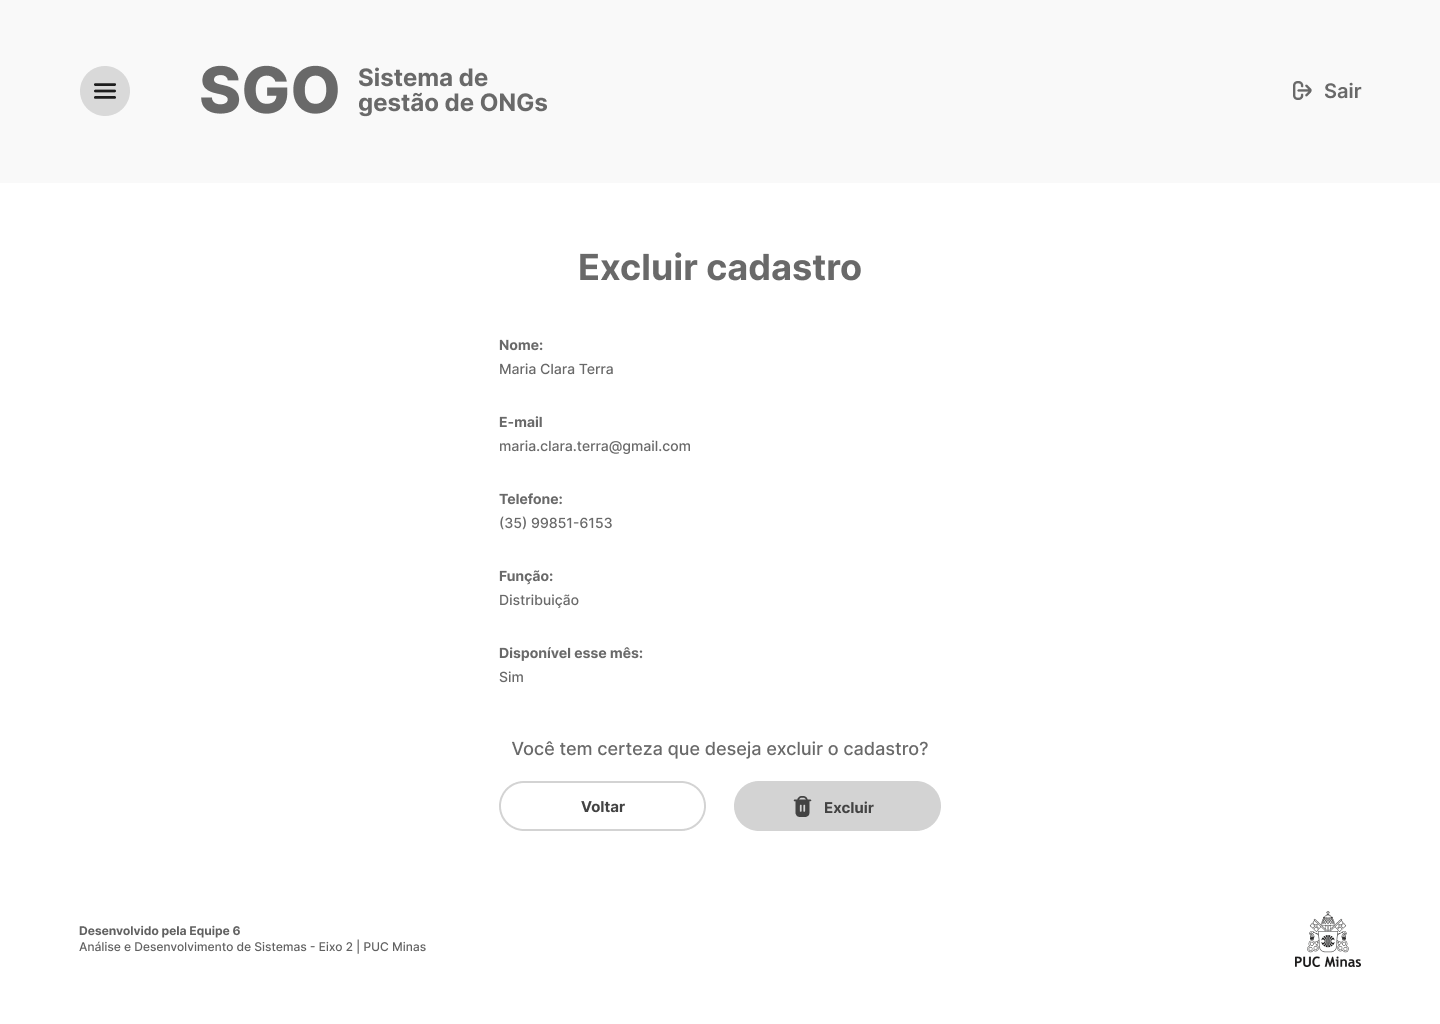 SGO
Sistema de
gestão de ONGs
Sair
Excluir cadastro
Nome:
Maria Clara Terra
E-mail
maria.clara.terra@gmail.com
Telefone:
(35) 99851-6153
Função:
Distribuição
Disponível esse mês:
Sim
Você tem certeza que deseja excluir o cadastro?
Voltar
Excluir
Desenvolvido pela Equipe 6
Análise e Desenvolvimento de Sistemas - Eixo 2 | PUC Minas
PUC Minas